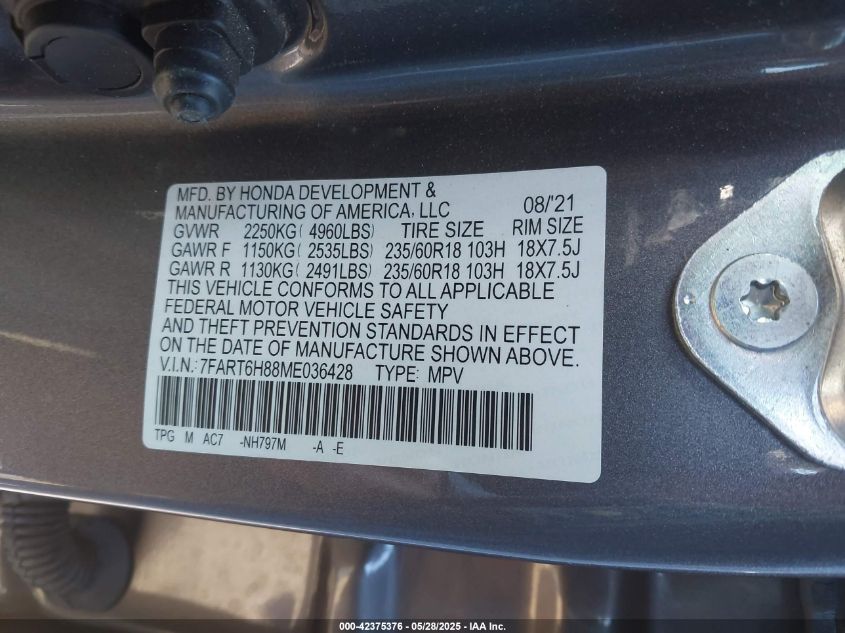 MFD. BY HONDA DEVELOPMENT &
MANUFACTURING OF AMERICA, LLC 08/'21
GVWR 2250KG( 4960LBS) TIRE SIZE RIM SIZE
GAWR F 1150KG( 2535LBS) 235/60R18 103H 18X7.5J
GAWR R 1130KG( 2491LBS) 235/60R18 103H 18X7.5J
THIS VEHICLE CONFORMS TO ALL APPLICABLE
FEDERAL MOTOR VEHICLE SAFETY
AND THEFT PREVENTION STANDARDS IN EFFECT
ON THE DATE OF MANUFACTURE SHOWN ABOVE.
V.I.N.: 7FART6H88ME036428 TYPE: MPV
TPG M AC7 -NH797M -A -E
000-42375376 | 05/28/2025 - IAA Inc.